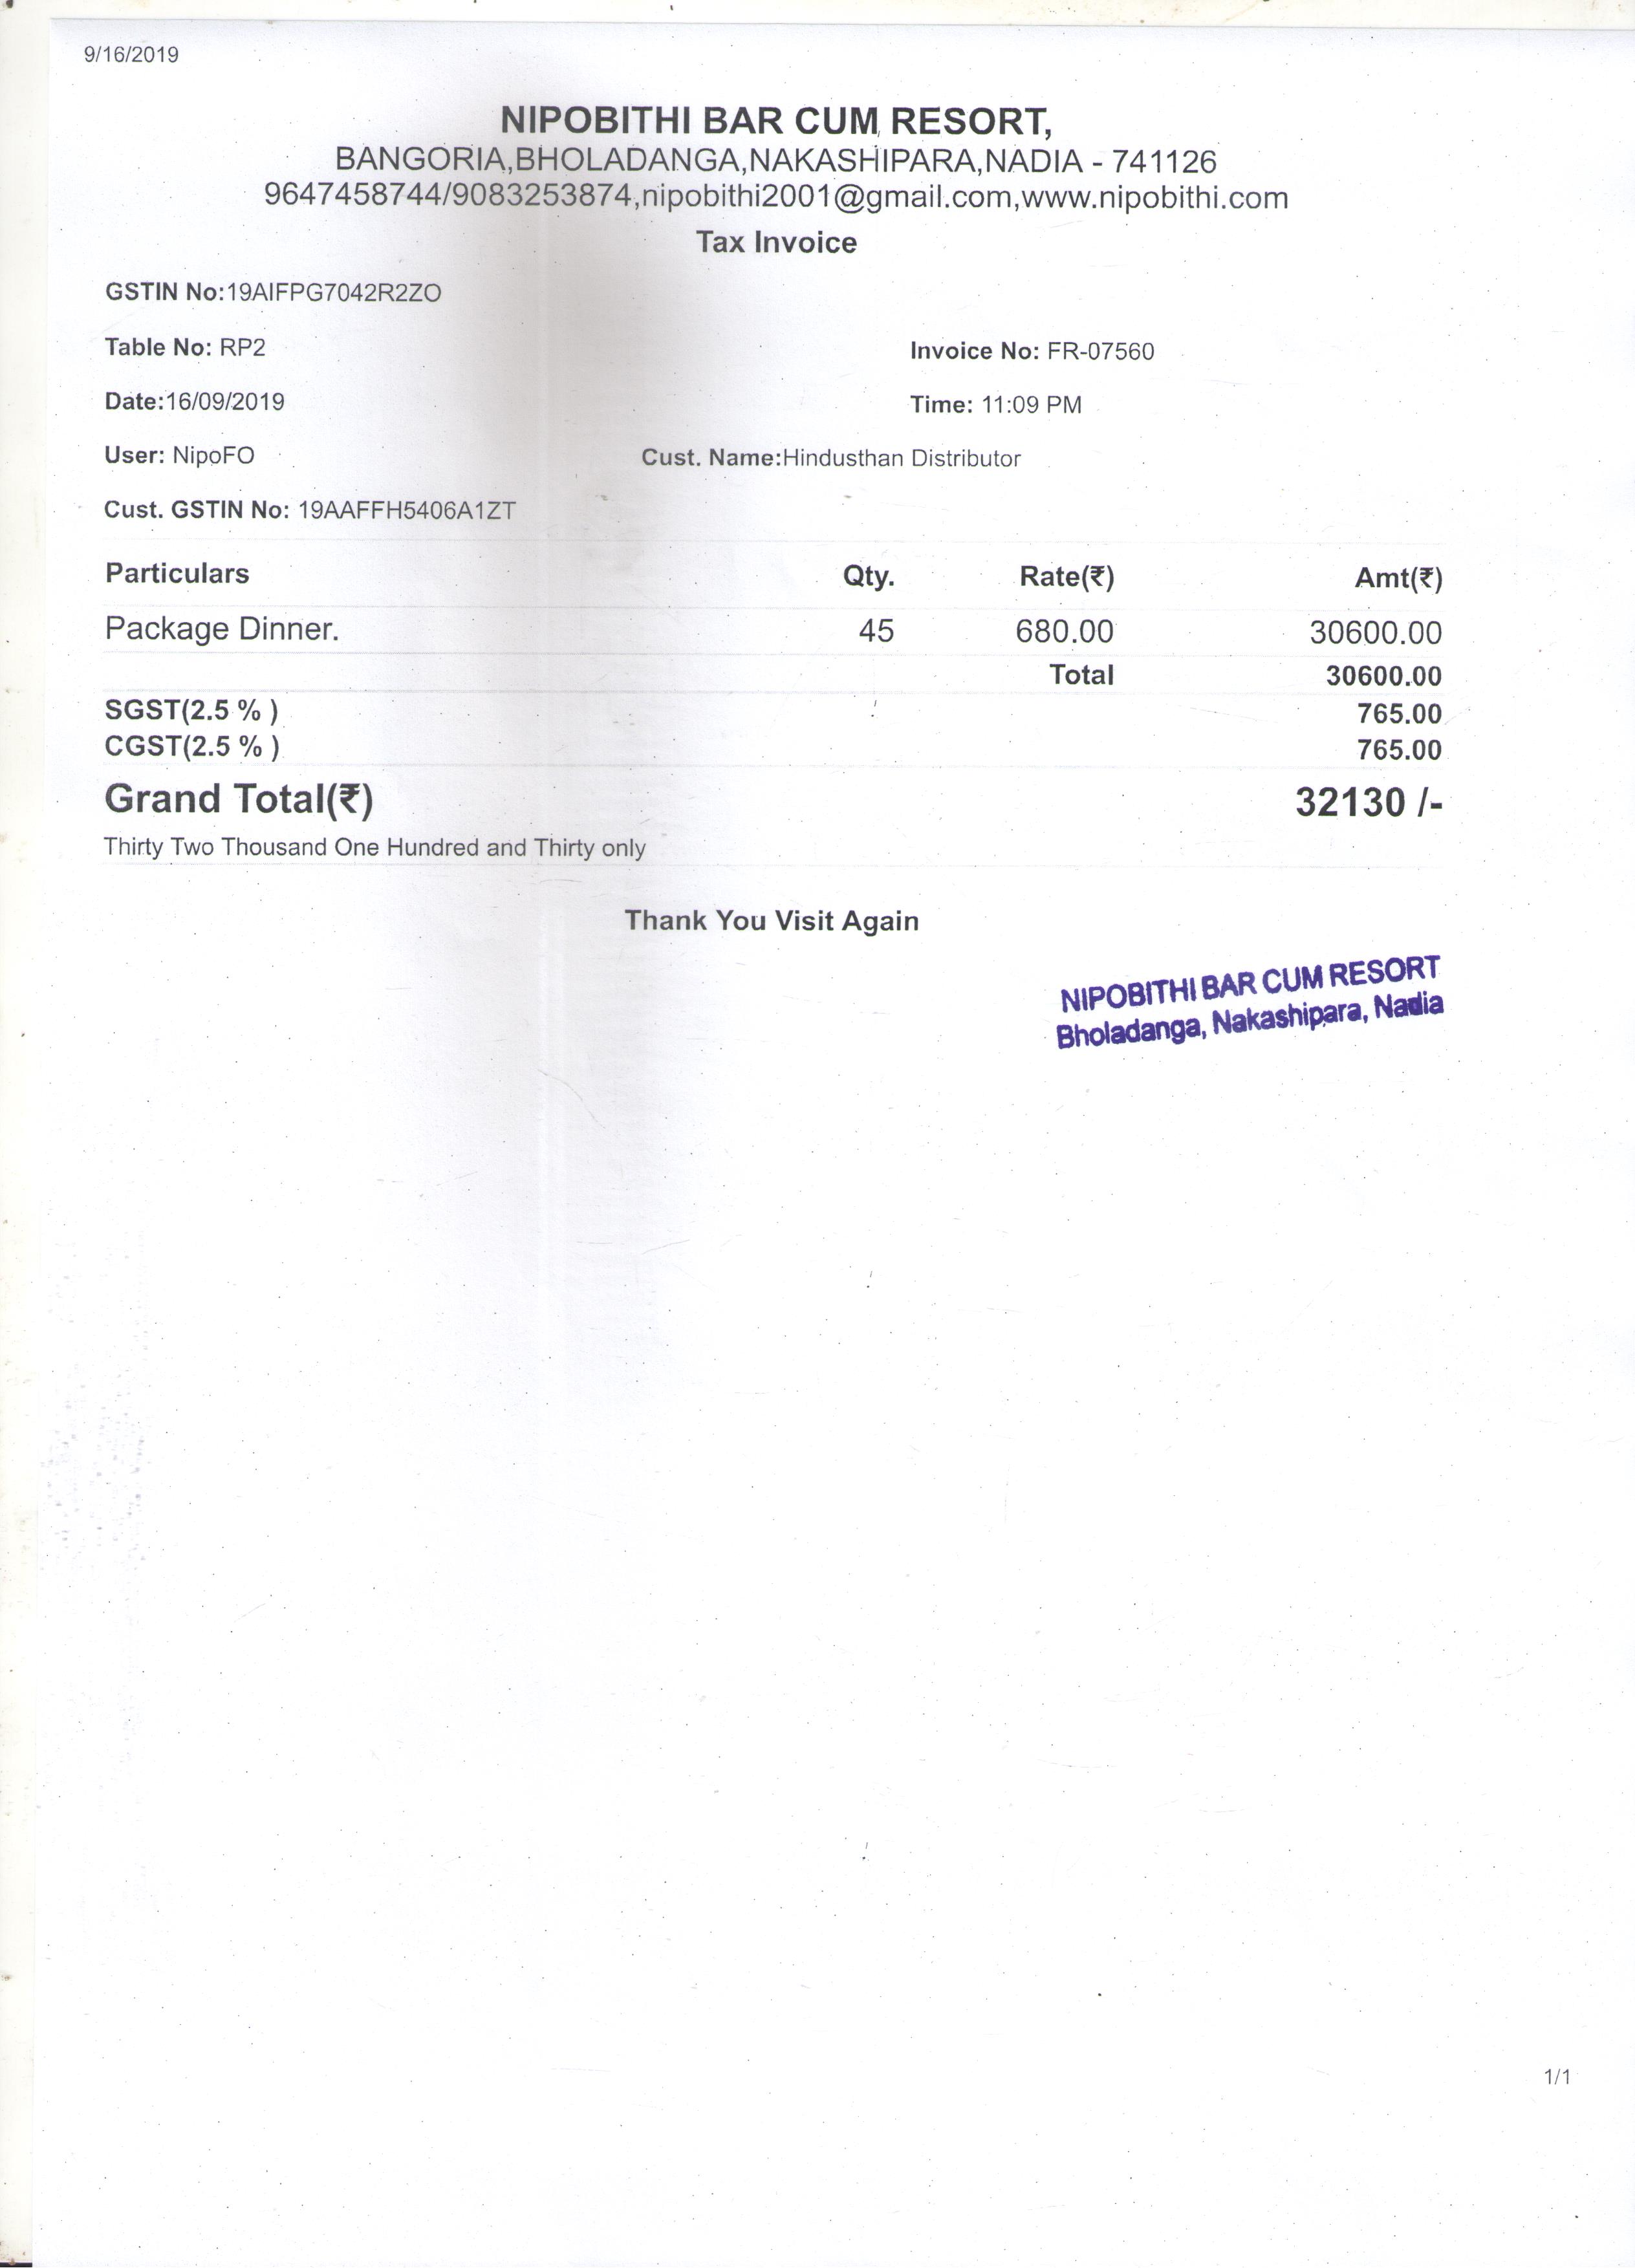 9/16/2019
NIPOBITHI BAR CUM RESORT,
BANGORIA,BHOLADANGA,NAKASHIPARA,NADIA - 741126
9647458744/9083253874,nipobithi2001@gmail.com,www.nipobithi.com
Tax Invoice
GSTIN No:19AIFPG7042R2ZO
Table No: RP2 Invoice No: FR-07560
Date:16/09/2019 Time: 11:09 PM
User: NipoFO Cust. Name:Hindusthan Distributor
Cust. GSTIN No: 19AAFFH5406A1ZT
Particulars Qty. Rate(₹) Amt(₹)
Package Dinner. 45 680.00 30600.00
Total 30600.00
SGST(2.5 % ) 765.00
CGST(2.5 % ) 765.00
Grand Total(₹) 32130 /-
Thirty Two Thousand One Hundred and Thirty only
Thank You Visit Again
NIPOBITHI BAR CUM RESORT
Bholadanga, Nakashipara, Nadia
1/1